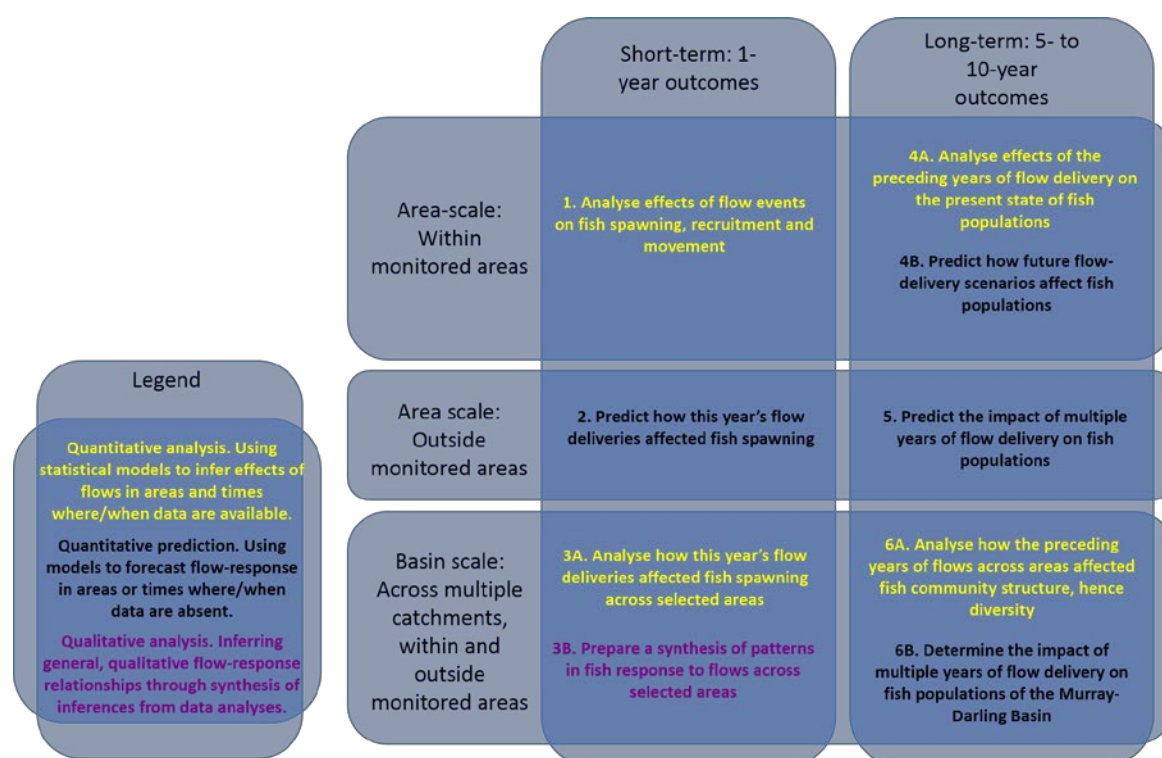 Short-term: 1-
year outcomes
Long-term: 5- to
10-year
outcomes
Area-scale:
Within
monitored areas
1. Analyse effects of flow events
on fish spawning, recruitment and
movement
4A. Analyse effects of the
preceding years of flow delivery on
the present state of fish
populations
4B. Predict how future flow-
delivery scenarios affect fish
populations
Area scale:
Outside
monitored areas
2. Predict how this year's flow
deliveries affected fish spawning
5. Predict the impact of multiple
years of flow delivery on fish
populations
Basin scale:
Across multiple
catchments,
within and
outside
monitored areas
3A. Analyse how this year's flow
deliveries affected fish spawning
across selected areas
3B. Prepare a synthesis of patterns
in fish response to flows across
selected areas
6A. Analyse how the preceding
years of flows across areas affected
fish community structure, hence
diversity
6B. Determine the impact of
multiple years of flow delivery on
fish populations of the Murray-
Darling Basin
Legend
Quantitative analysis. Using
statistical models to infer effects of
flows in areas and times
where/when data are available.
Quantitative prediction. Using
models to forecast flow-response
in areas or times where/when
data are absent.
Qualitative analysis. Inferring
general, qualitative flow-response
relationships through synthesis of
inferences from data analyses.